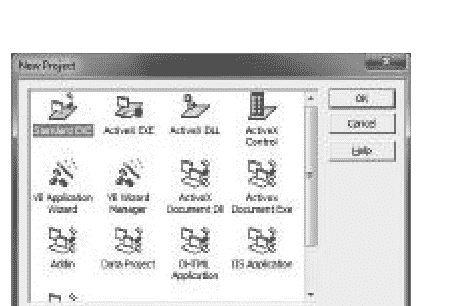 New Project
Standard EXE
ActiveX EXE
ActiveX DLL
ActiveX
Control
OK
Cancel
Help
VB Application
Wizard
VB Wizard
Manager
ActiveX
Document Dll
Activex
Document Exe
Addin
Data Project
DHTML
Application
IIS Application